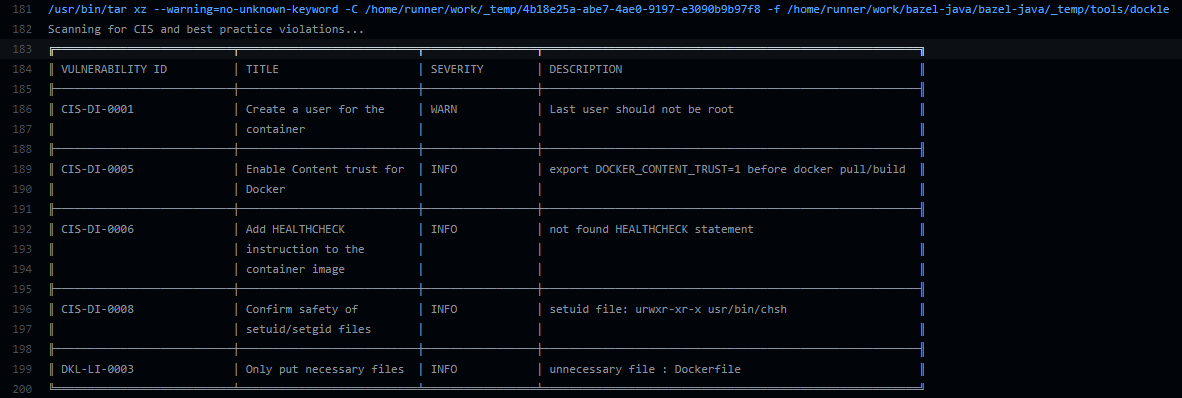 181 /usr/bin/tar xz --warning=no-unknown-keyword -C /home/runner/work/_temp/4b18e25a-abe7-4ae0-9197-e3090b9b97f8 -f /home/runner/work/bazel-java/bazel-java/_temp/tools/dockle
182 Scanning for CIS and best practice violations...
183
184 VULNERABILITY ID TITLE SEVERITY DESCRIPTION
185
186 CIS-DI-0001 Create a user for the WARN Last user should not be root
187 container
188
189 CIS-DI-0005 Enable Content trust for INFO export DOCKER_CONTENT_TRUST=1 before docker pull/build
190 Docker
191
192 CIS-DI-0006 Add HEALTHCHECK INFO not found HEALTHCHECK statement
193 instruction to the
194 container image
195
196 CIS-DI-0008 Confirm safety of INFO setuid file: urwxr-xr-x usr/bin/chsh
197 setuid/setgid files
198
199 DKL-LI-0003 Only put necessary files INFO unnecessary file : Dockerfile
200